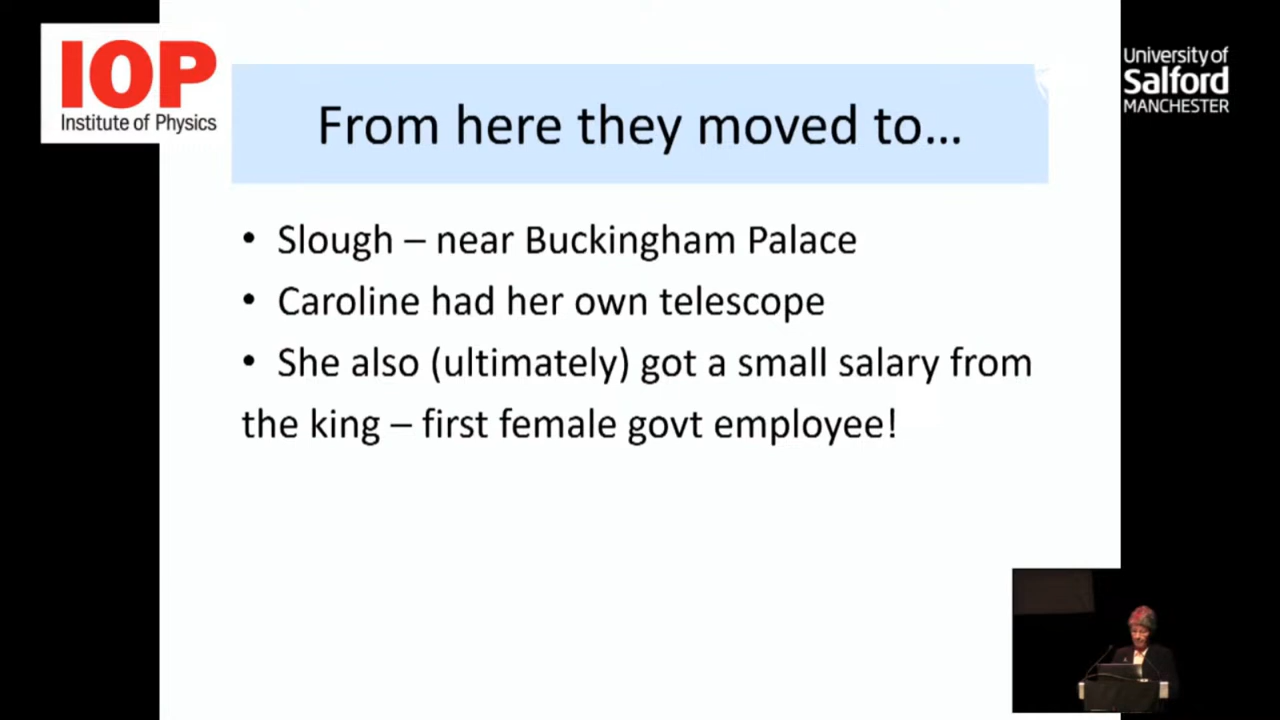 IOP
Institute of Physics
University of
Salford
MANCHESTER
From here they moved to...
• Slough – near Buckingham Palace
• Caroline had her own telescope
• She also (ultimately) got a small salary from
the king – first female govt employee!